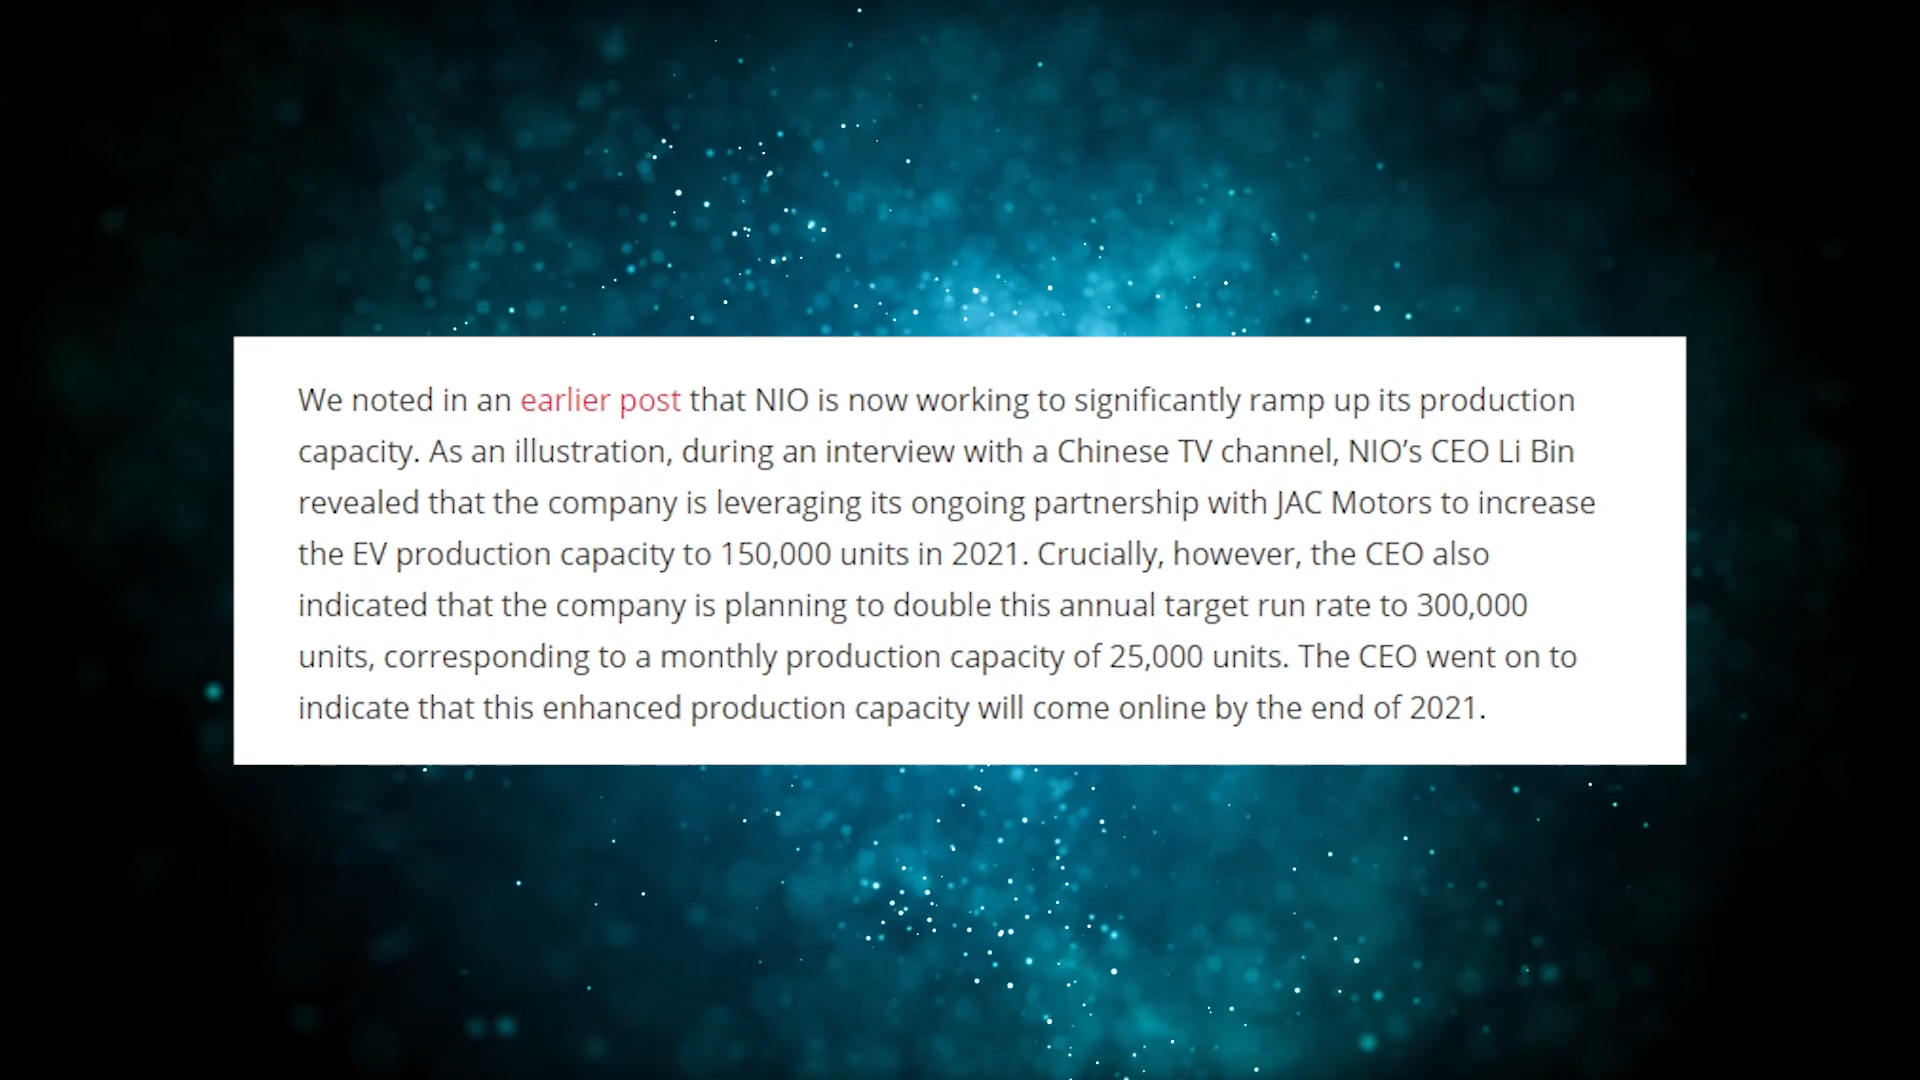 We noted in an earlier post that NIO is now working to significantly ramp up its production
capacity. As an illustration, during an interview with a Chinese TV channel, NIO’s CEO Li Bin
revealed that the company is leveraging its ongoing partnership with JAC Motors to increase
the EV production capacity to 150,000 units in 2021. Crucially, however, the CEO also
indicated that the company is planning to double this annual target run rate to 300,000
units, corresponding to a monthly production capacity of 25,000 units. The CEO went on to
indicate that this enhanced production capacity will come online by the end of 2021.